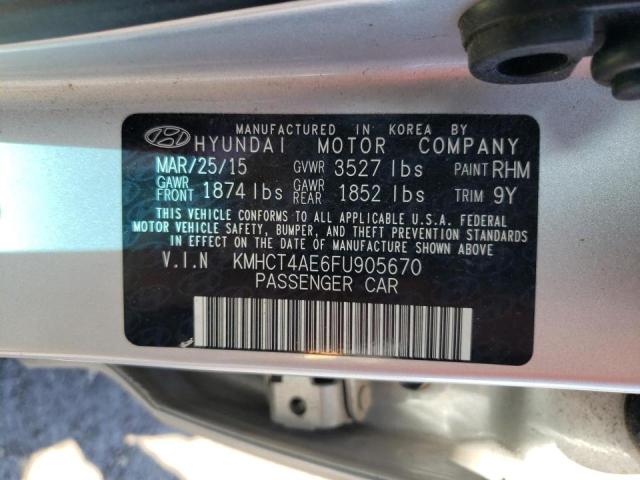 MANUFACTURED IN KOREA BY
HYUNDAI MOTOR COMPANY
MAR/25/15 GVWR 3527 lbs PAINT RHM
GAWR FRONT 1874 lbs GAWR REAR 1852 lbs TRIM 9Y
THIS VEHICLE CONFORMS TO ALL APPLICABLE U.S.A. FEDERAL
MOTOR VEHICLE SAFETY, BUMPER, AND THEFT PREVENTION
STANDARDS IN EFFECT ON THE DATE OF MANUFACTURE SHOWN ABOVE.
V.I.N KMHCT4AE6FU905670
PASSENGER CAR